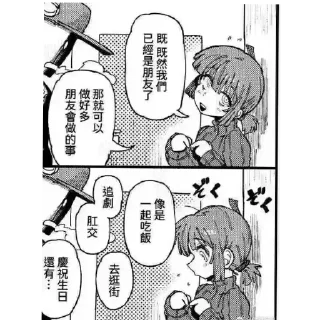 既既然我們
已經是朋友了
那就可以
做好多
朋友會做的事
像是
一起吃飯
去逛街
追劇
肛交
慶祝生日
還有…
ぞくっ
ぞくっ